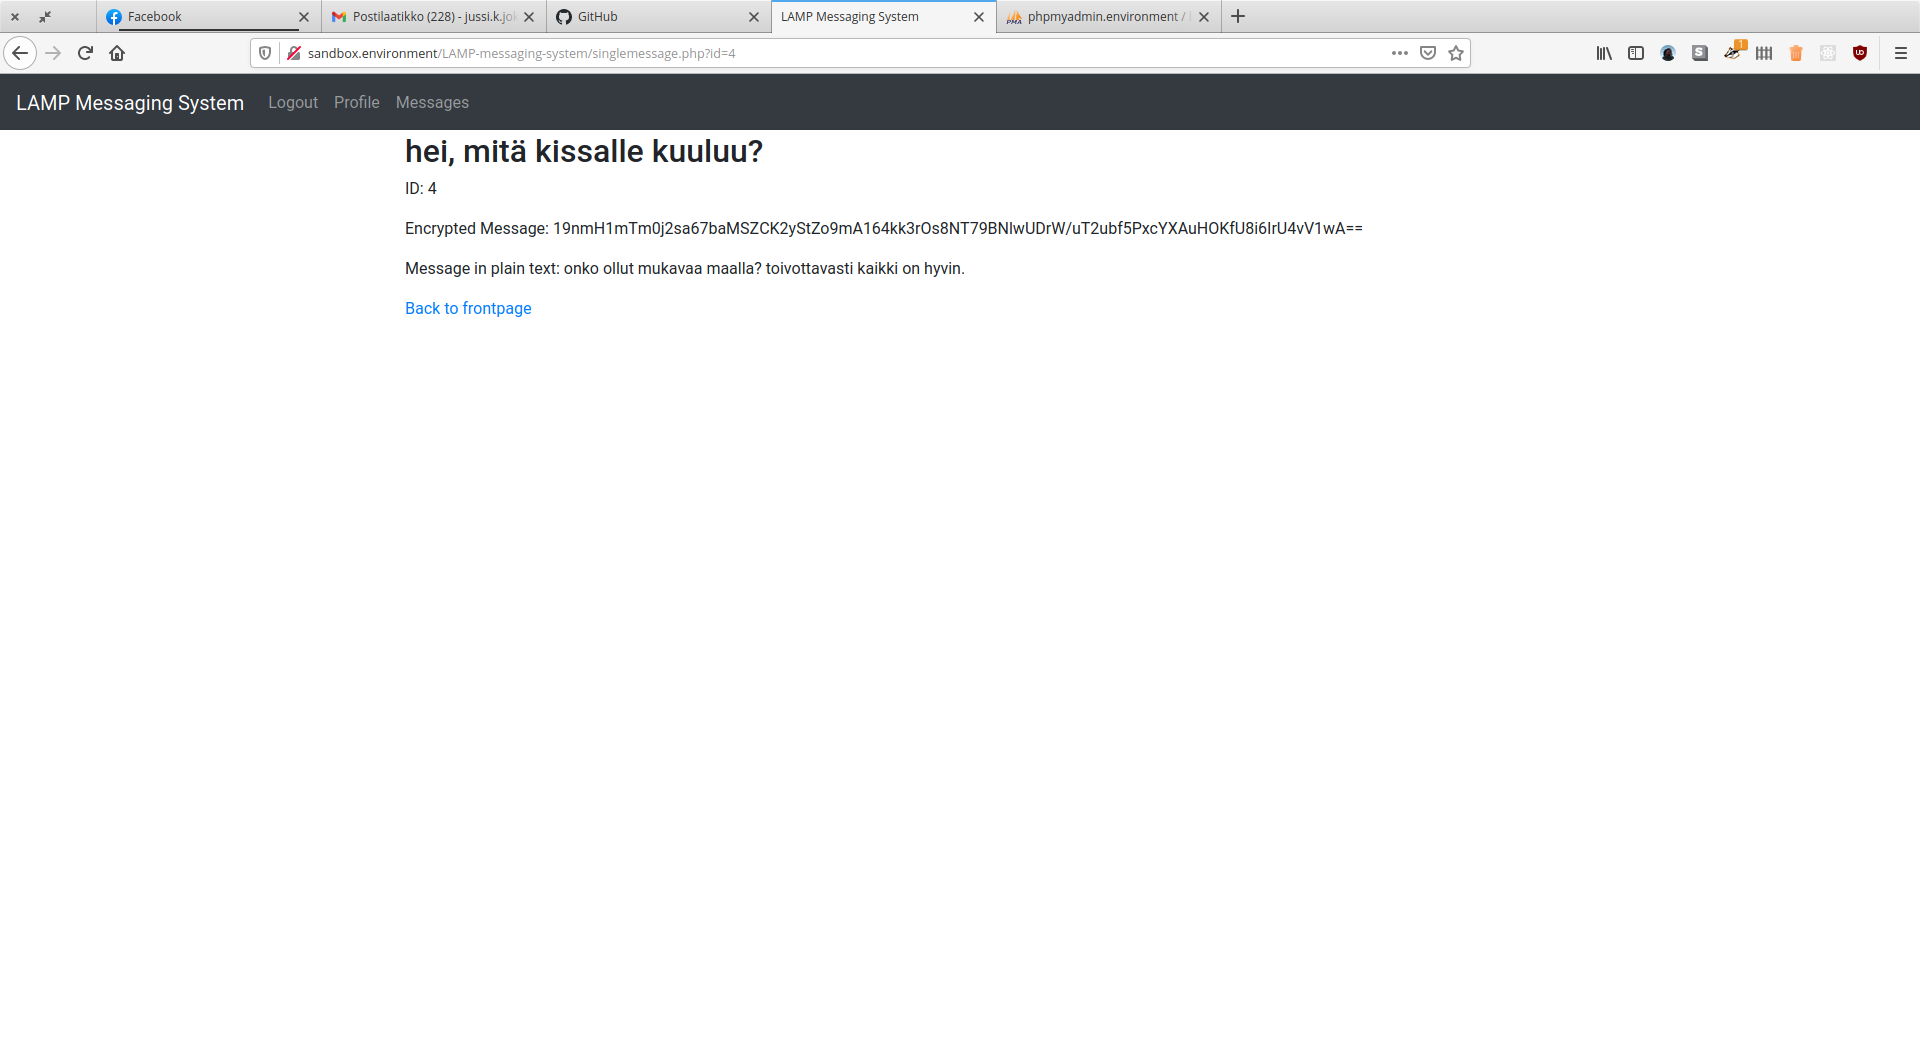 Facebook
Postilaatikko (228) - jussi.k.jo
GitHub
LAMP Messaging System
phpmyadmin.environment /
sandbox.environment/LAMP-messaging-system/singlemessage.php?id=4
1
LAMP Messaging System Logout Profile Messages
hei, mitä kissalle kuuluu?
ID: 4
Encrypted Message: 19nmH1mTm0j2sa67baMSZCK2yStZo9mA164kk3rOs8NT79BNlwUDrW/uT2ubf5PxcYXAuHOKfU8i6IrU4vV1wA==
Message in plain text: onko ollut mukavaa maalla? toivottavasti kaikki on hyvin.
Back to frontpage